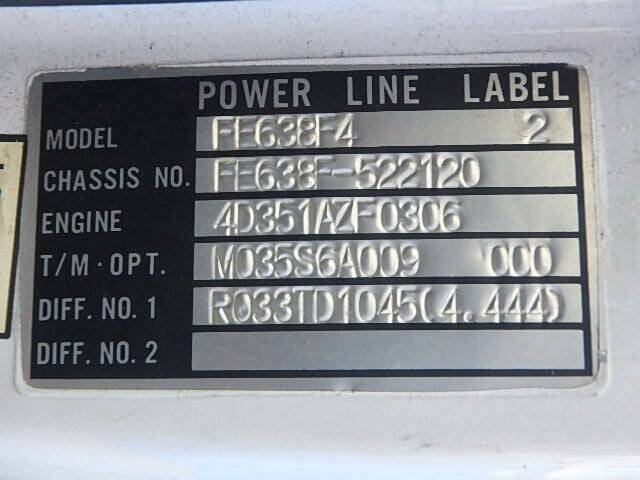 POWER LINE LABEL
MODEL FE638F4 2
CHASSIS NO. FE638F-522120
ENGINE 4D351AZF0306
T/M·OPT. M035S6A009 000
DIFF. NO. 1 R033TD1045(4.444)
DIFF. NO. 2